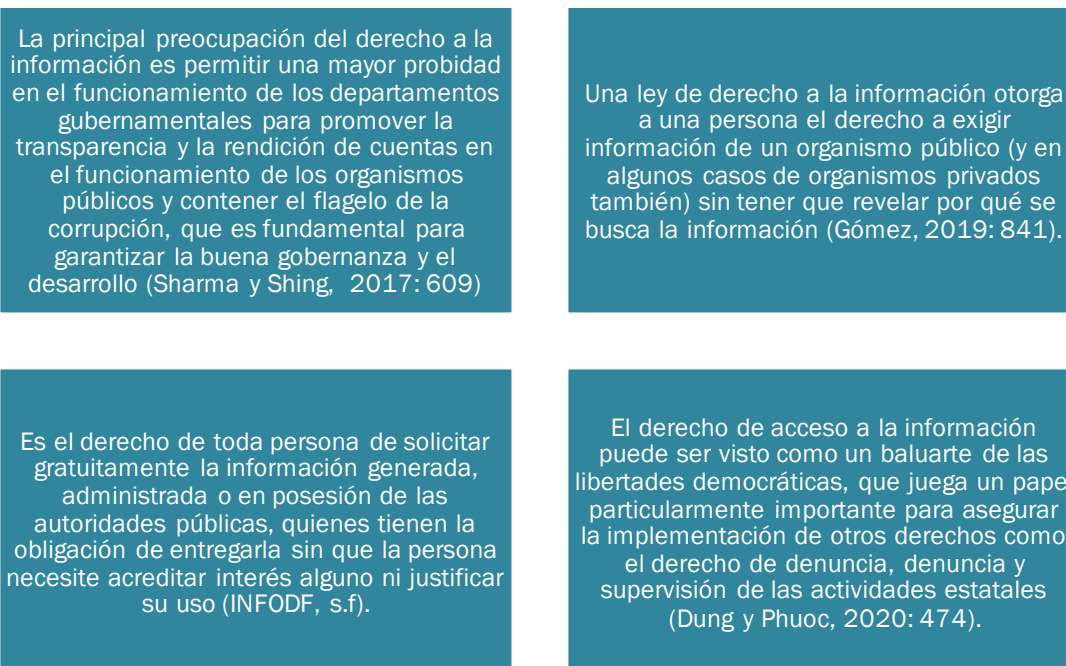 La principal preocupación del derecho a la
información es permitir una mayor probidad
en el funcionamiento de los departamentos
gubernamentales para promover la
transparencia y la rendición de cuentas en
el funcionamiento de los organismos
públicos y contener el flagelo de la
corrupción, que es fundamental para
garantizar la buena gobernanza y el
desarrollo (Sharma y Shing, 2017: 609)
Una ley de derecho a la información otorga
a una persona el derecho a exigir
información de un organismo público (y en
algunos casos de organismos privados
también) sin tener que revelar por qué se
busca la información (Gómez, 2019: 841).
Es el derecho de toda persona de solicitar
gratuitamente la información generada,
administrada o en posesión de las
autoridades públicas, quienes tienen la
obligación de entregarla sin que la persona
necesite acreditar interés alguno ni justificar
su uso (INFODF, s.f).
El derecho de acceso a la información
puede ser visto como un baluarte de las
libertades democráticas, que juega un pape
particularmente importante para asegurar
la implementación de otros derechos como
el derecho de denuncia, denuncia y
supervisión de las actividades estatales
(Dung y Phuoc, 2020: 474).